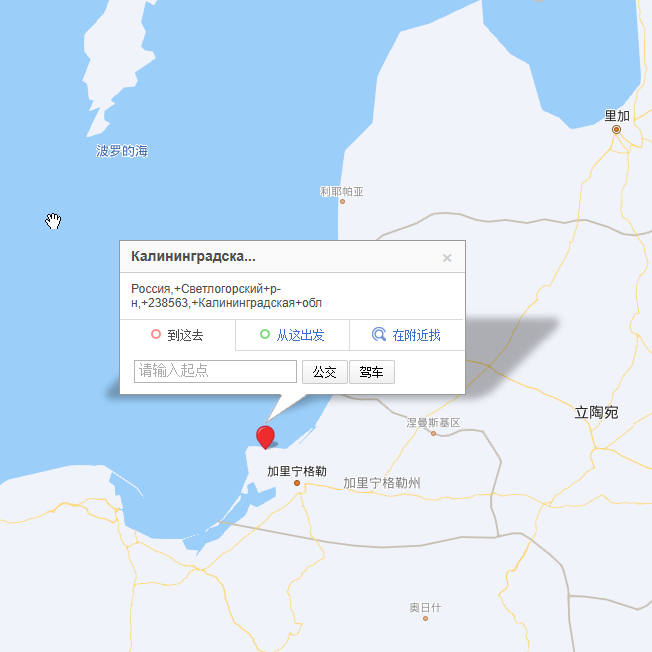 里加
波罗的海
利耶帕亚
Калининградска...
×
Россия,+Светлогорский+р-
н,+238563,+Калининградская+обл
到这去 从这出发 在附近找
请输入起点 公交 驾车
立陶宛
涅曼斯基区
加里宁格勒
加里宁格勒州
奥日什